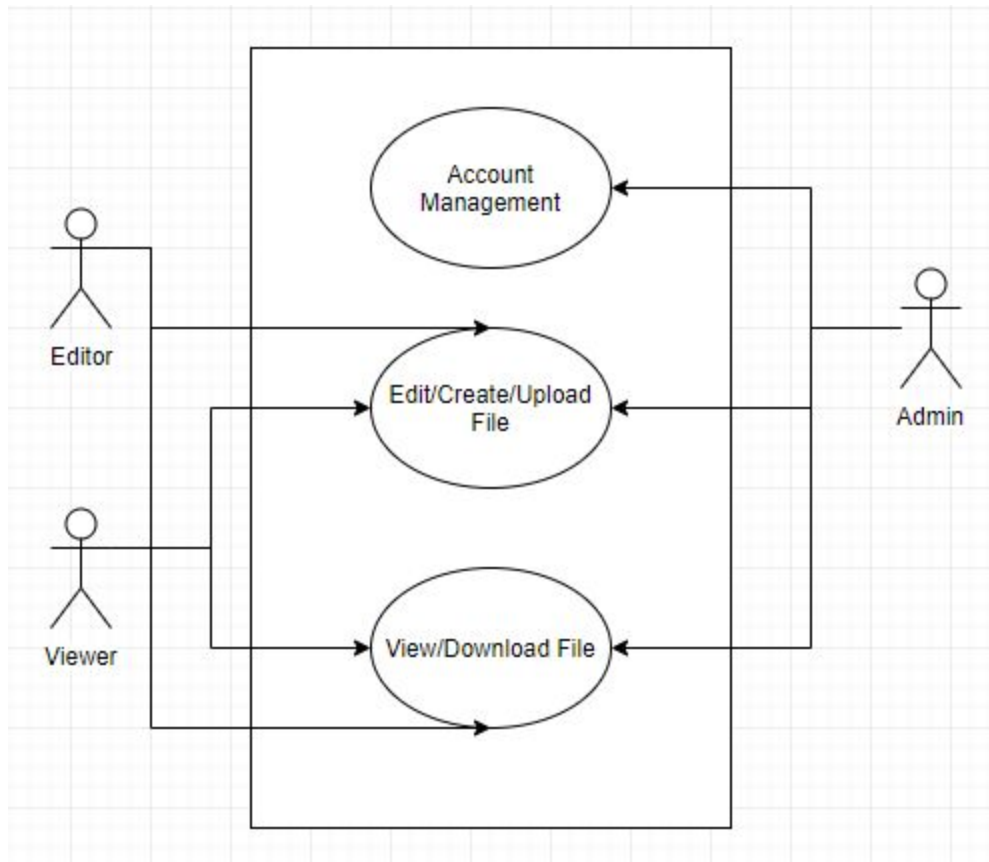 Account
Management
Editor
Edit/Create/Upload
File
Admin
View/Download File
Viewer